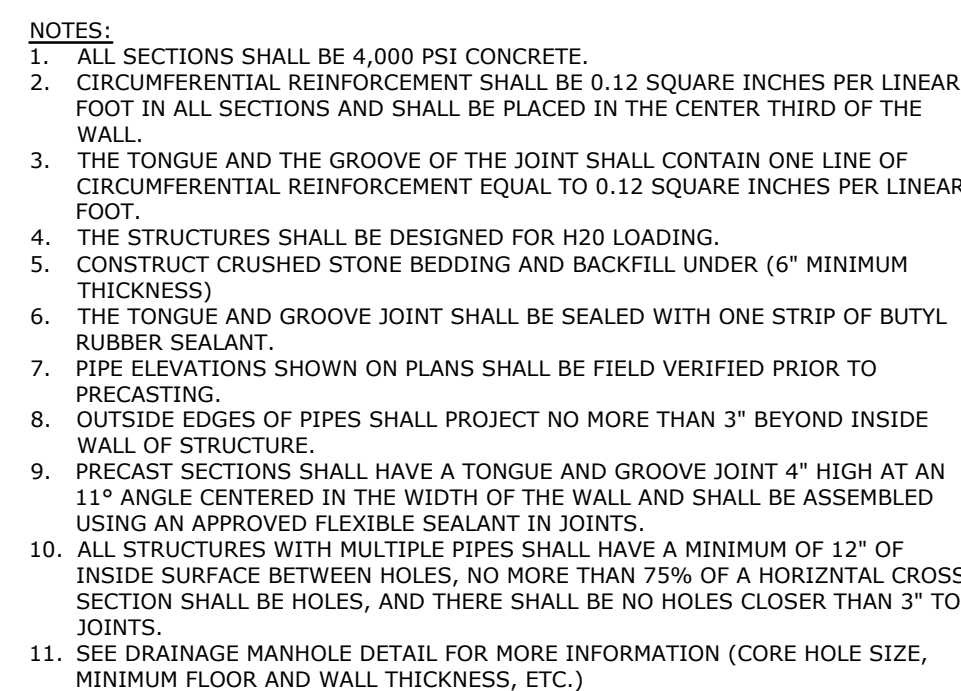 NOTES:
1. ALL SECTIONS SHALL BE 4,000 PSI CONCRETE.
2. CIRCUMFERENTIAL REINFORCEMENT SHALL BE 0.12 SQUARE INCHES PER LINEAR
FOOT IN ALL SECTIONS AND SHALL BE PLACED IN THE CENTER THIRD OF THE
WALL.
3. THE TONGUE AND THE GROOVE OF THE JOINT SHALL CONTAIN ONE LINE OF
CIRCUMFERENTIAL REINFORCEMENT EQUAL TO 0.12 SQUARE INCHES PER LINEAR
FOOT.
4. THE STRUCTURES SHALL BE DESIGNED FOR H20 LOADING.
5. CONSTRUCT CRUSHED STONE BEDDING AND BACKFILL UNDER (6" MINIMUM
THICKNESS)
6. THE TONGUE AND GROOVE JOINT SHALL BE SEALED WITH ONE STRIP OF BUTYL
RUBBER SEALANT.
7. PIPE ELEVATIONS SHOWN ON PLANS SHALL BE FIELD VERIFIED PRIOR TO
PRECASTING.
8. OUTSIDE EDGES OF PIPES SHALL PROJECT NO MORE THAN 3" BEYOND INSIDE
WALL OF STRUCTURE.
9. PRECAST SECTIONS SHALL HAVE A TONGUE AND GROOVE JOINT 4" HIGH AT AN
11° ANGLE CENTERED IN THE WIDTH OF THE WALL AND SHALL BE ASSEMBLED
USING AN APPROVED FLEXIBLE SEALANT IN JOINTS.
10. ALL STRUCTURES WITH MULTIPLE PIPES SHALL HAVE A MINIMUM OF 12" OF
INSIDE SURFACE BETWEEN HOLES, NO MORE THAN 75% OF A HORIZNTAL CROSS
SECTION SHALL BE HOLES, AND THERE SHALL BE NO HOLES CLOSER THAN 3" TO
JOINTS.
11. SEE DRAINAGE MANHOLE DETAIL FOR MORE INFORMATION (CORE HOLE SIZE,
MINIMUM FLOOR AND WALL THICKNESS, ETC.)